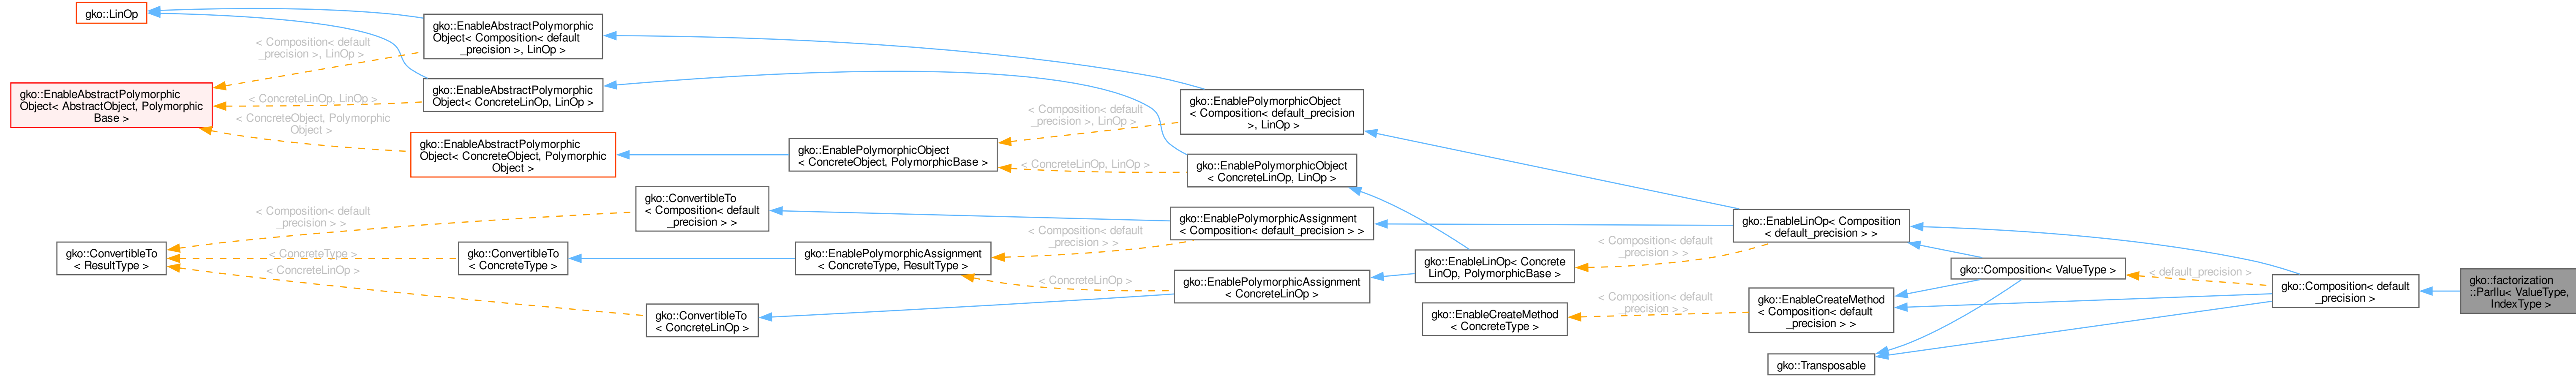 gko::LinOp
gko::EnableAbstractPolymorphic
Object< AbstractObject, Polymorphic
Base >
gko::ConvertibleTo
< ResultType >
< Composition< default
_precision >, LinOp >
< ConcreteLinOp, LinOp >
< ConcreteObject, Polymorphic
Object >
< Composition< default
_precision > >
< ConcreteType >
< ConcreteLinOp >
gko::EnableAbstractPolymorphic
Object< Composition< default
_precision >, LinOp >
gko::EnableAbstractPolymorphic
Object< ConcreteLinOp, LinOp >
gko::EnableAbstractPolymorphic
Object< ConcreteObject, Polymorphic
Object >
gko::ConvertibleTo
< ConcreteType >
gko::ConvertibleTo
< Composition< default
_precision > >
gko::ConvertibleTo
< ConcreteLinOp >
gko::EnablePolymorphicObject
< ConcreteObject, PolymorphicBase >
gko::EnablePolymorphicAssignment
< ConcreteType, ResultType >
< Composition< default
_precision >, LinOp >
< ConcreteLinOp, LinOp >
< Composition< default
_precision > >
< ConcreteLinOp >
gko::EnablePolymorphicObject
< Composition< default_precision
>, LinOp >
gko::EnablePolymorphicObject
< ConcreteLinOp, LinOp >
gko::EnablePolymorphicAssignment
< Composition< default_precision > >
gko::EnablePolymorphicAssignment
< ConcreteLinOp >
gko::EnableLinOp< Concrete
LinOp, PolymorphicBase >
gko::EnableCreateMethod
< ConcreteType >
< Composition< default
_precision > >
< Composition< default
_precision > >
gko::EnableLinOp< Composition
< default_precision > >
gko::EnableCreateMethod
< Composition< default
_precision > >
gko::Transposable
gko::Composition< ValueType >
< default_precision >
gko::Composition< default
_precision >
gko::factorization
::ParIlu< ValueType,
IndexType >